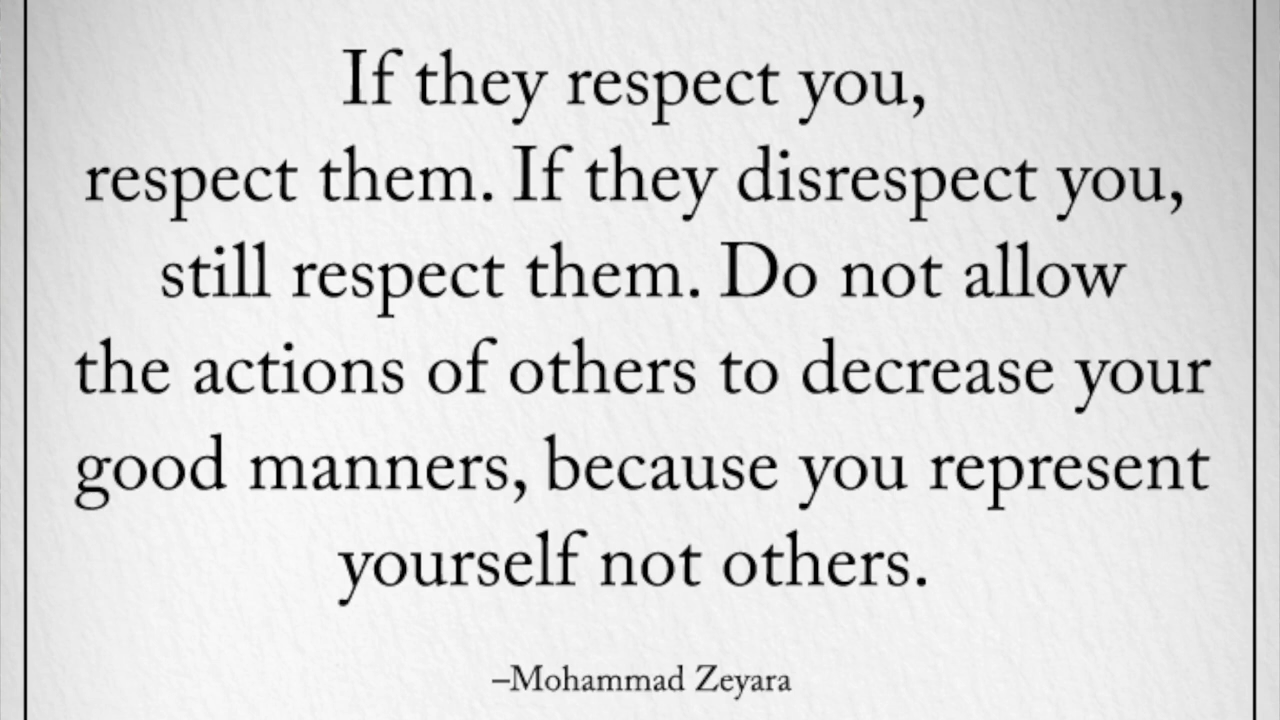 If they respect you,
respect them. If they disrespect you,
still respect them. Do not allow
the actions of others to decrease your
good manners, because you represent
yourself not others.
–Mohammad Zeyara